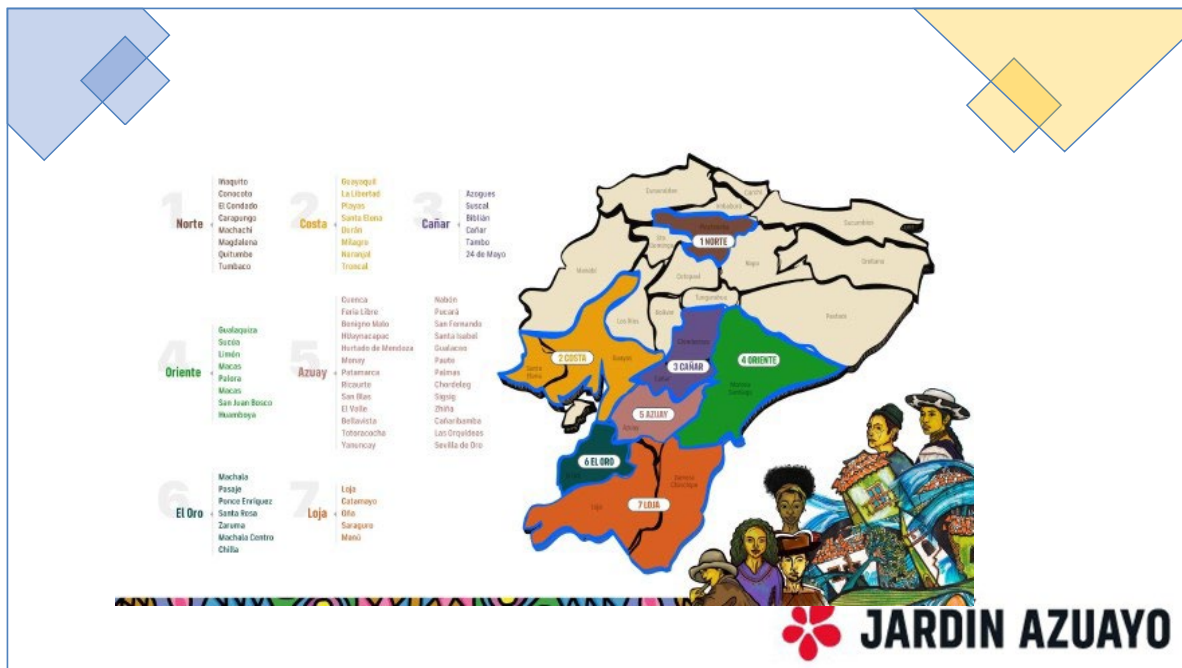 1
Norte
Iñaquito
Conocoto
El Condado
Carapungo
Machachi
Magdalena
Quitumbe
Tumbaco
2
Costa
Guayaquil
La Libertad
Playas
Santa Elena
Durán
Milagro
Naranjal
Troncal
3
Cañar
Azogues
Suscal
Biblián
Cañar
Tambo
24 de Mayo
4
Oriente
Gualaquiza
Sucúa
Limón
Macas
Palora
Macas
San Juan Bosco
Huamboya
5
Azuay
Cuenca
Feria Libre
Benigno Malo
Huaynacapac
Hurtado de Mendoza
Monay
Patamarca
Ricaurte
San Blas
El Valle
Bellavista
Totoracocha
Yanuncay
Nabón
Pucará
San Fernando
Santa Isabel
Gualaceo
Paute
Palmas
Chordeleg
Sigsig
Zhiña
Cañaribamba
Las Orquídeas
Sevilla de Oro
6
El Oro
Machala
Pasaje
Ponce Enríquez
Santa Rosa
Zaruma
Machala Centro
Chilla
7
Loja
Loja
Catamayo
Oña
Saraguro
Manú
Esmeraldas
Carchi
Imbabura
Sucumbíos
Pichincha
1 NORTE
Sto. Domingo
Manabí
Napo
Orellana
Cotopaxi
Tungurahua
Los Ríos
Bolívar
Pastaza
Chimborazo
2 COSTA
Guayas
Santa
Elena
3 CAÑAR
Cañar
4 ORIENTE
Morona
Santiago
5 AZUAY
Azuay
6 EL ORO
7 LOJA
Loja
Zamora
Chinchipe
JARDIN AZUAYO